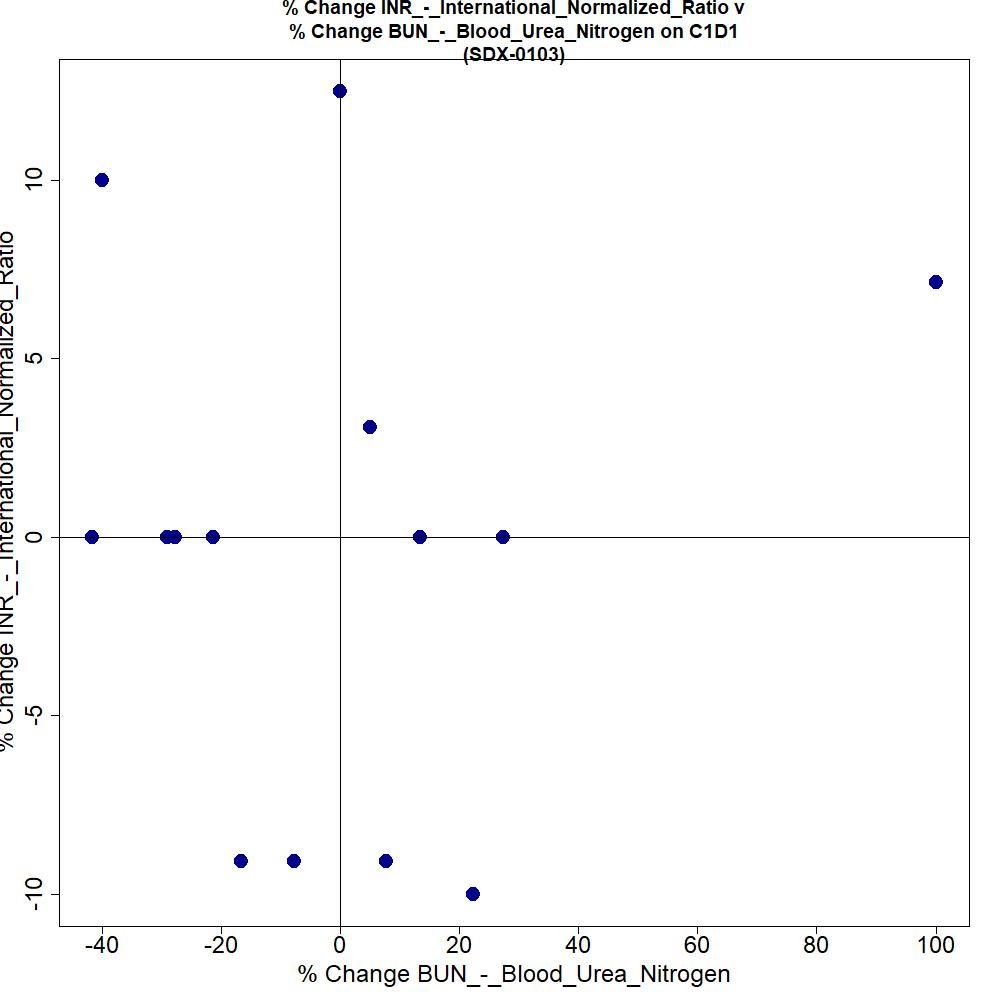 % Change INR_-_International_Normalized_Ratio v
% Change BUN_-_Blood_Urea_Nitrogen on C1D1
(SDX-0103)
% Change INR_-_International_Normalized_Ratio
10
5
0
-5
-10
-40
-20
0
20
40
60
80
100
% Change BUN_-_Blood_Urea_Nitrogen